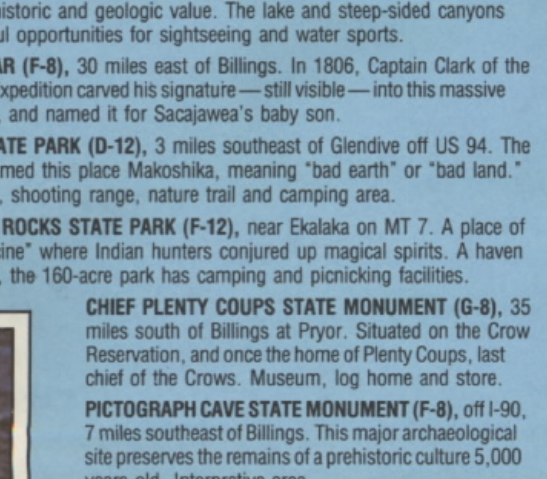 istoric and geologic value. The lake and steep-sided canyons
ul opportunities for sightseeing and water sports.
AR (F-8), 30 miles east of Billings. In 1806, Captain Clark of the
xpedition carved his signature — still visible — into this massive
, and named it for Sacajawea's baby son.
ATE PARK (D-12), 3 miles southeast of Glendive off US 94. The
med this place Makoshika, meaning "bad earth" or "bad land."
, shooting range, nature trail and camping area.
ROCKS STATE PARK (F-12), near Ekalaka on MT 7. A place of
ine" where Indian hunters conjured up magical spirits. A haven
, the 160-acre park has camping and picnicking facilities.
CHIEF PLENTY COUPS STATE MONUMENT (G-8), 35
miles south of Billings at Pryor. Situated on the Crow
Reservation, and once the home of Plenty Coups, last
chief of the Crows. Museum, log home and store.
PICTOGRAPH CAVE STATE MONUMENT (F-8), off I-90,
7 miles southeast of Billings. This major archaeological
site preserves the remains of a prehistoric culture 5,000
years old. Interpretive area.